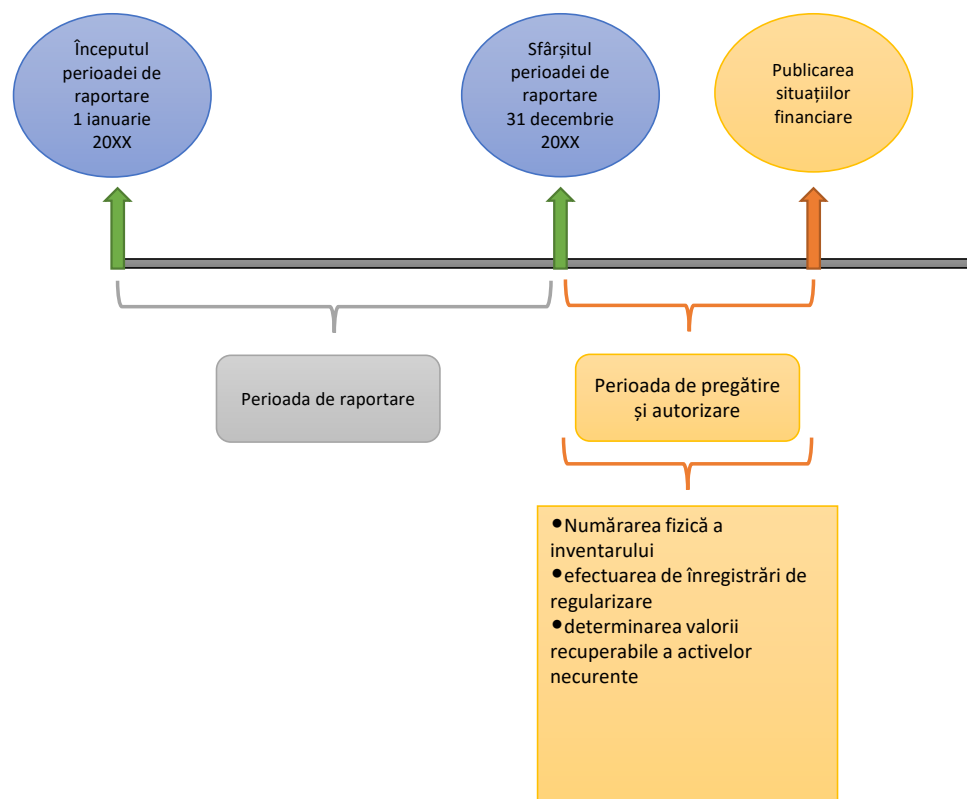 Începutul
perioadei de
raportare
1 ianuarie
20XX
Sfârșitul
perioadei de
raportare
31 decembrie
20XX
Publicarea
situațiilor
financiare
Perioada de raportare
Perioada de pregătire
și autorizare
•Numărarea fizică a
inventarului
•efectuarea de înregistrări de
regularizare
•determinarea valorii
recuperabile a activelor
necurente